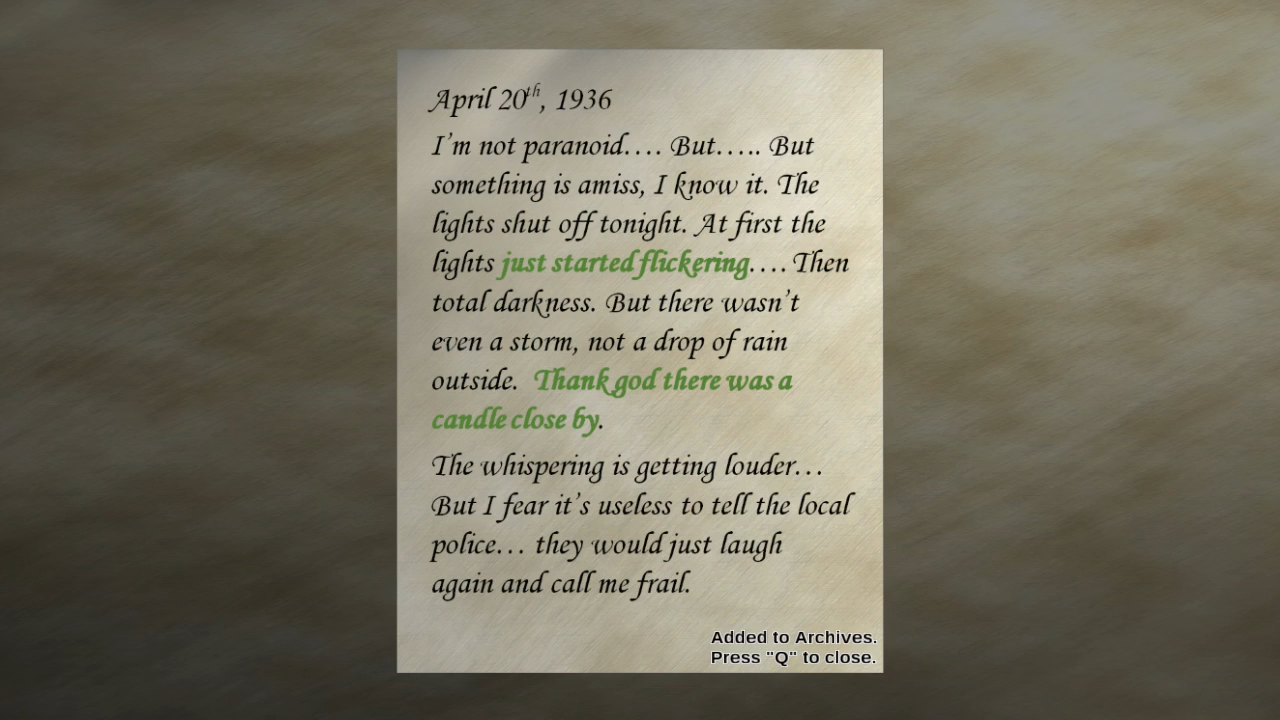 April 20th, 1936
I'm not paranoid.... But..... But
something is amiss, I know it. The
lights shut off tonight. At first the
lights just started flickering.... Then
total darkness. But there wasn't
even a storm, not a drop of rain
outside.  Thank god there was a
candle close by.
The whispering is getting louder...
But I fear it's useless to tell the local
police... they would just laugh
again and call me frail.
Added to Archives.
Press "Q" to close.